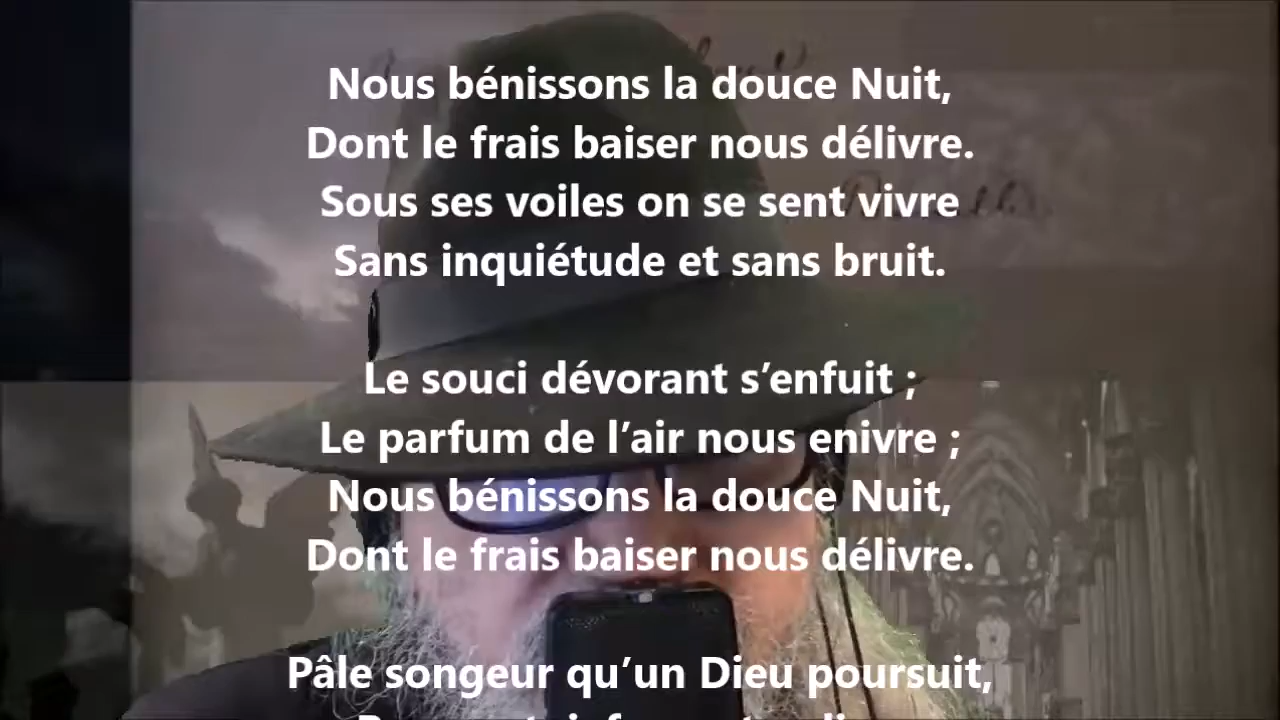 Nous bénissons la douce Nuit,
Dont le frais baiser nous délivre.
Sous ses voiles on se sent vivre
Sans inquiétude et sans bruit.
Le souci dévorant s’enfuit ;
Le parfum de l’air nous enivre ;
Nous bénissons la douce Nuit,
Dont le frais baiser nous délivre.
Pâle songeur qu’un Dieu poursuit,